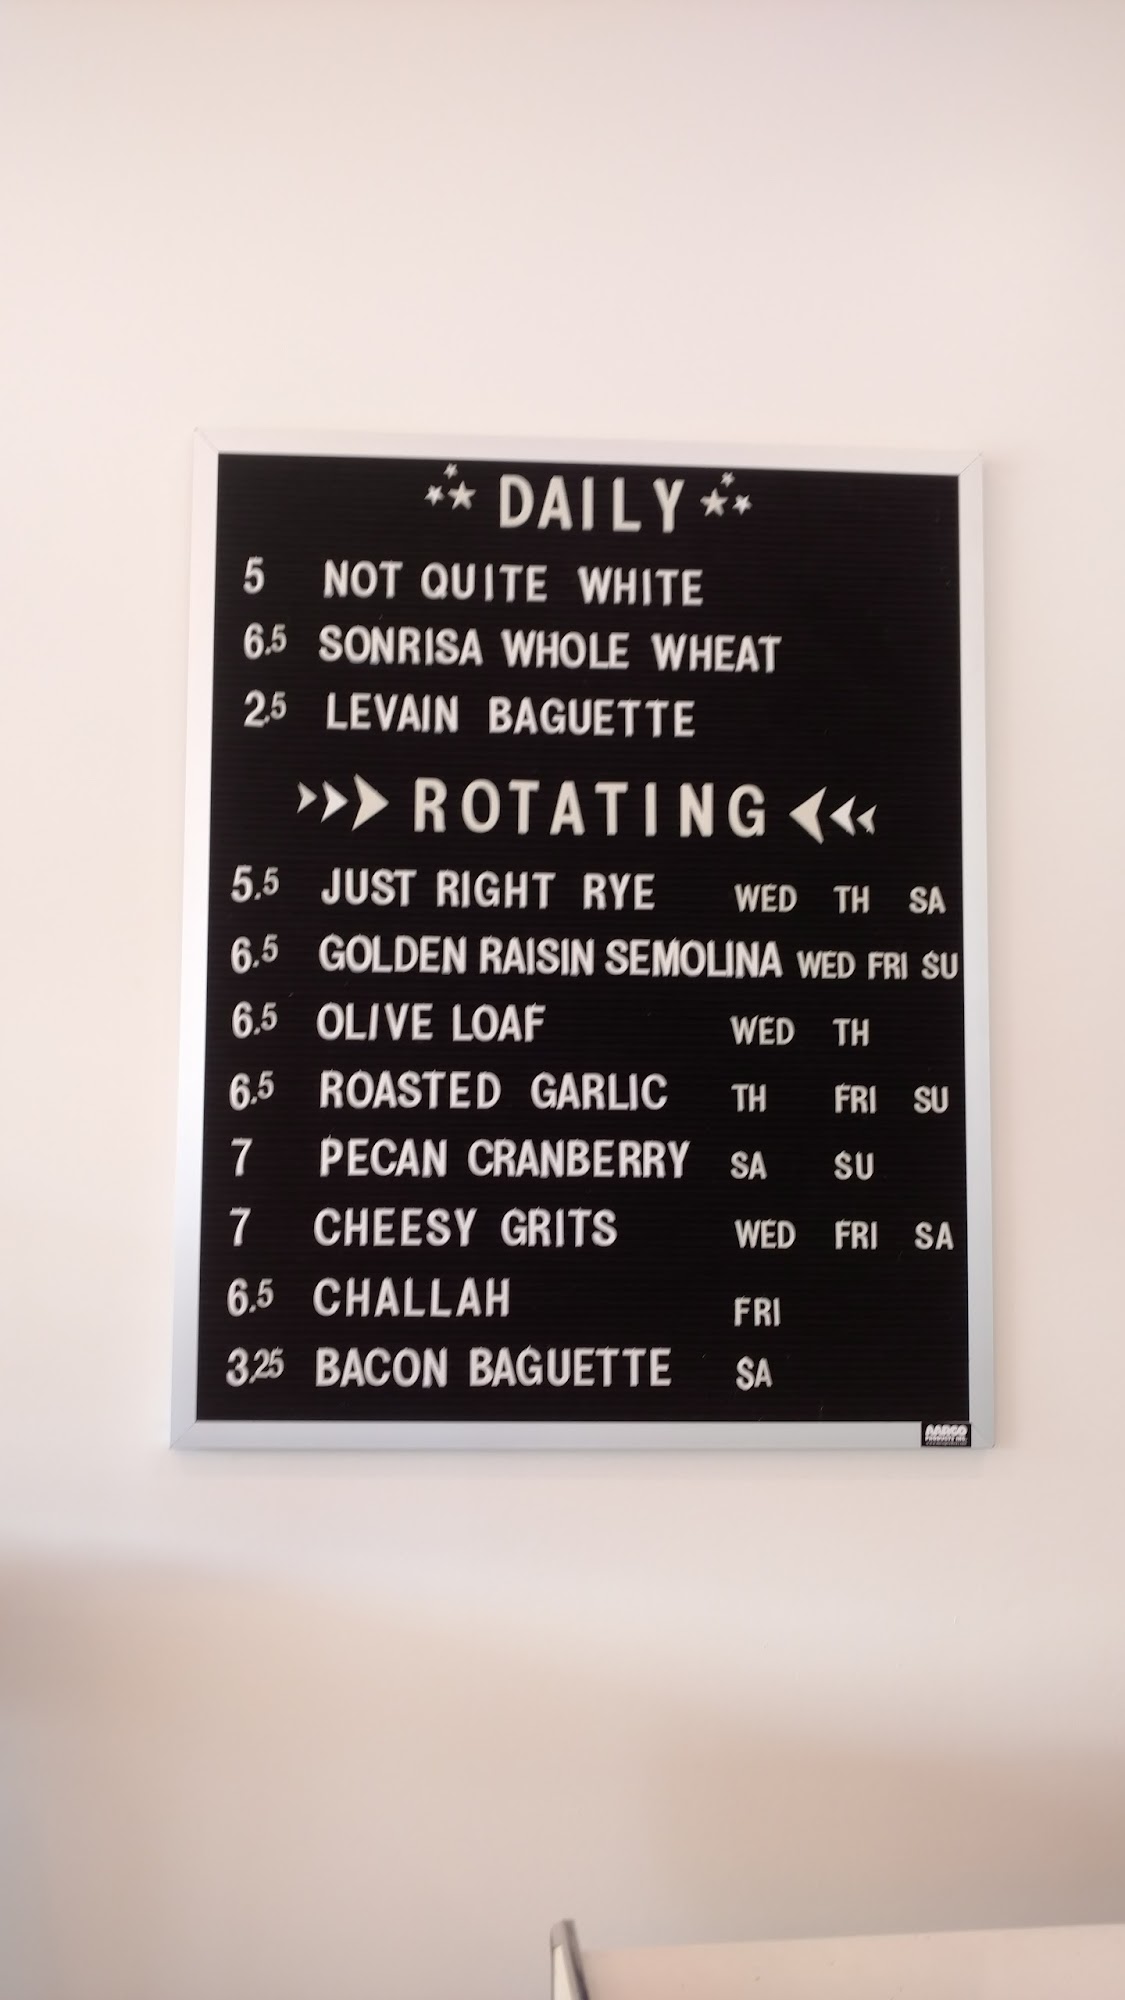 DAILY
5 NOT QUITE WHITE
6.5 SONRISA WHOLE WHEAT
2.5 LEVAIN BAGUETTE
ROTATING
5.5 JUST RIGHT RYE WED TH SA
6.5 GOLDEN RAISIN SEMOLINA WED FRI SU
6.5 OLIVE LOAF WED TH
6.5 ROASTED GARLIC TH FRI SU
7 PECAN CRANBERRY SA SU
7 CHEESY GRITS WED FRI SA
6.5 CHALLAH FRI
3.25 BACON BAGUETTE SA
AARCO